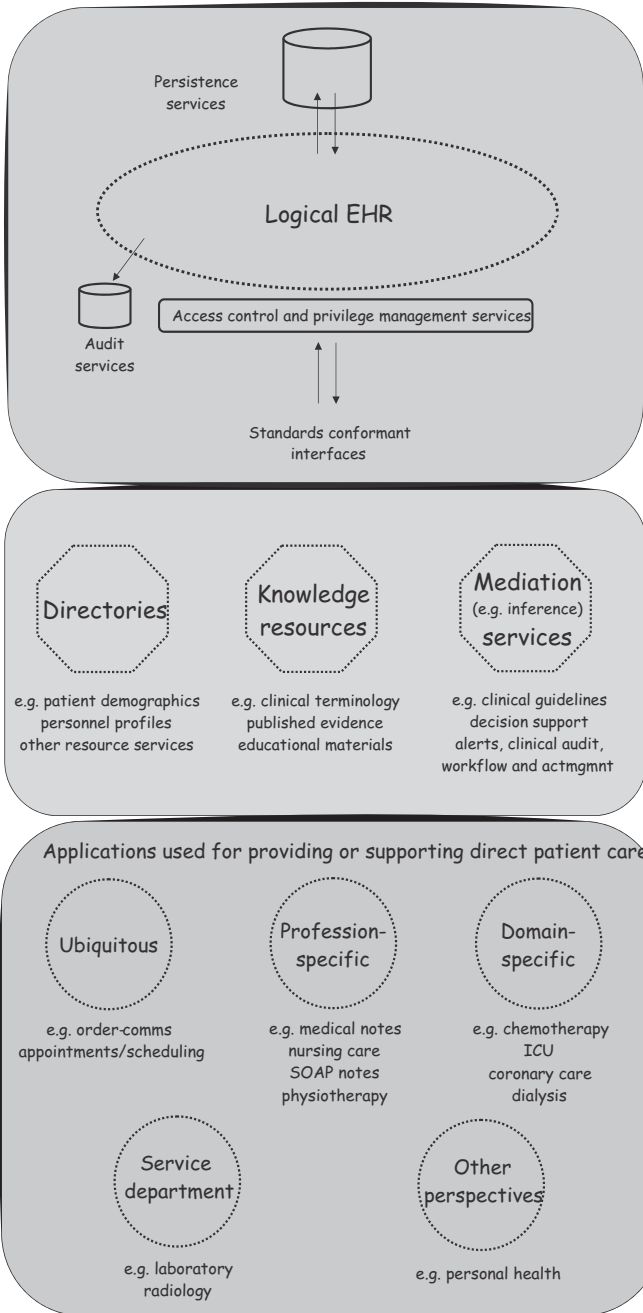 Persistence
services
Logical EHR
Access control and privilege management services
Audit
services
Standards conformant
interfaces
Directories
e.g. patient demographics
personnel profiles
other resource services
Knowledge
resources
e.g. clinical terminology
published evidence
educational materials
Mediation
(e.g. inference)
services
e.g. clinical guidelines
decision support
alerts, clinical audit,
workflow and actmgmnt
Applications used for providing or supporting direct patient care
Ubiquitous
e.g. order-comms
appointments/scheduling
Profession-
specific
e.g. medical notes
nursing care
SOAP notes
physiotherapy
Domain-
specific
e.g. chemotherapy
ICU
coronary care
dialysis
Service
department
e.g. laboratory
radiology
Other
perspectives
e.g. personal health